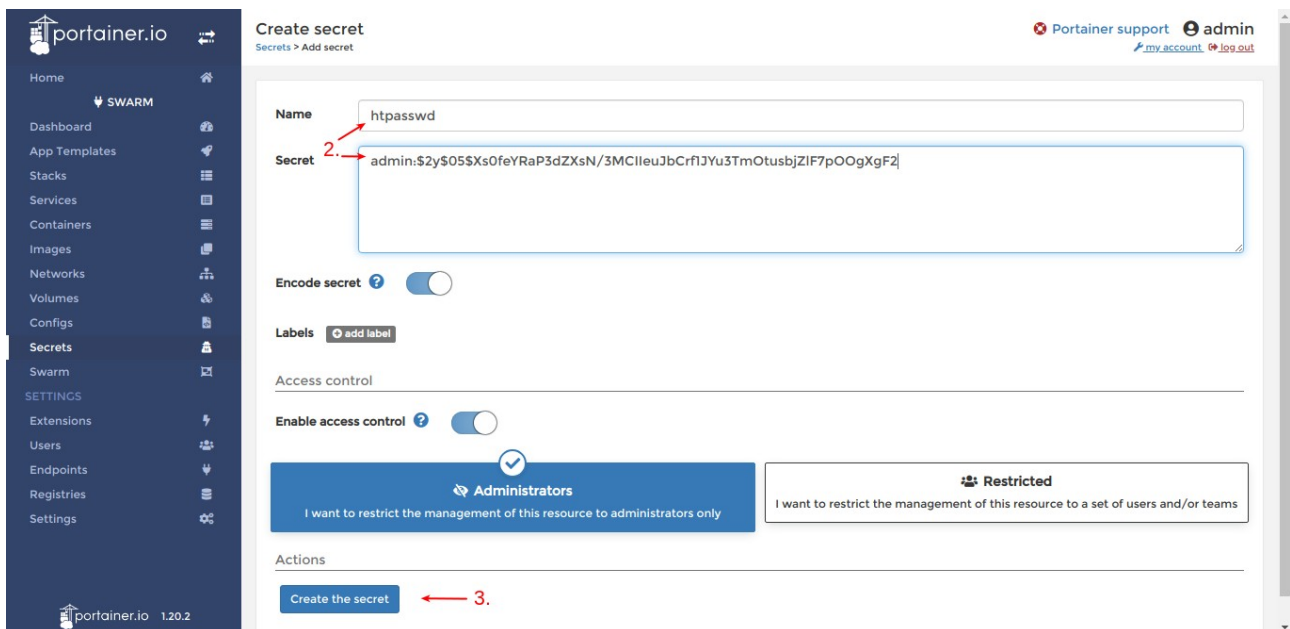 portainer.io
Home
SWARM
Dashboard
App Templates
Stacks
Services
Containers
Images
Networks
Volumes
Configs
Secrets
Swarm
SETTINGS
Extensions
Users
Endpoints
Registries
Settings
portainer.io 1.20.2
Create secret
Secrets > Add secret
Portainer support admin
my account log out
Name htpasswd
2.
Secret admin:$2y$05$Xs0feYRaP3dZXsN/3MCIIeuJbCrf1JYu3TmOtusbjZlF7pOOgXgF2
Encode secret
Labels add label
Access control
Enable access control
Administrators
I want to restrict the management of this resource to administrators only
Restricted
I want to restrict the management of this resource to a set of users and/or teams
Actions
Create the secret 3.